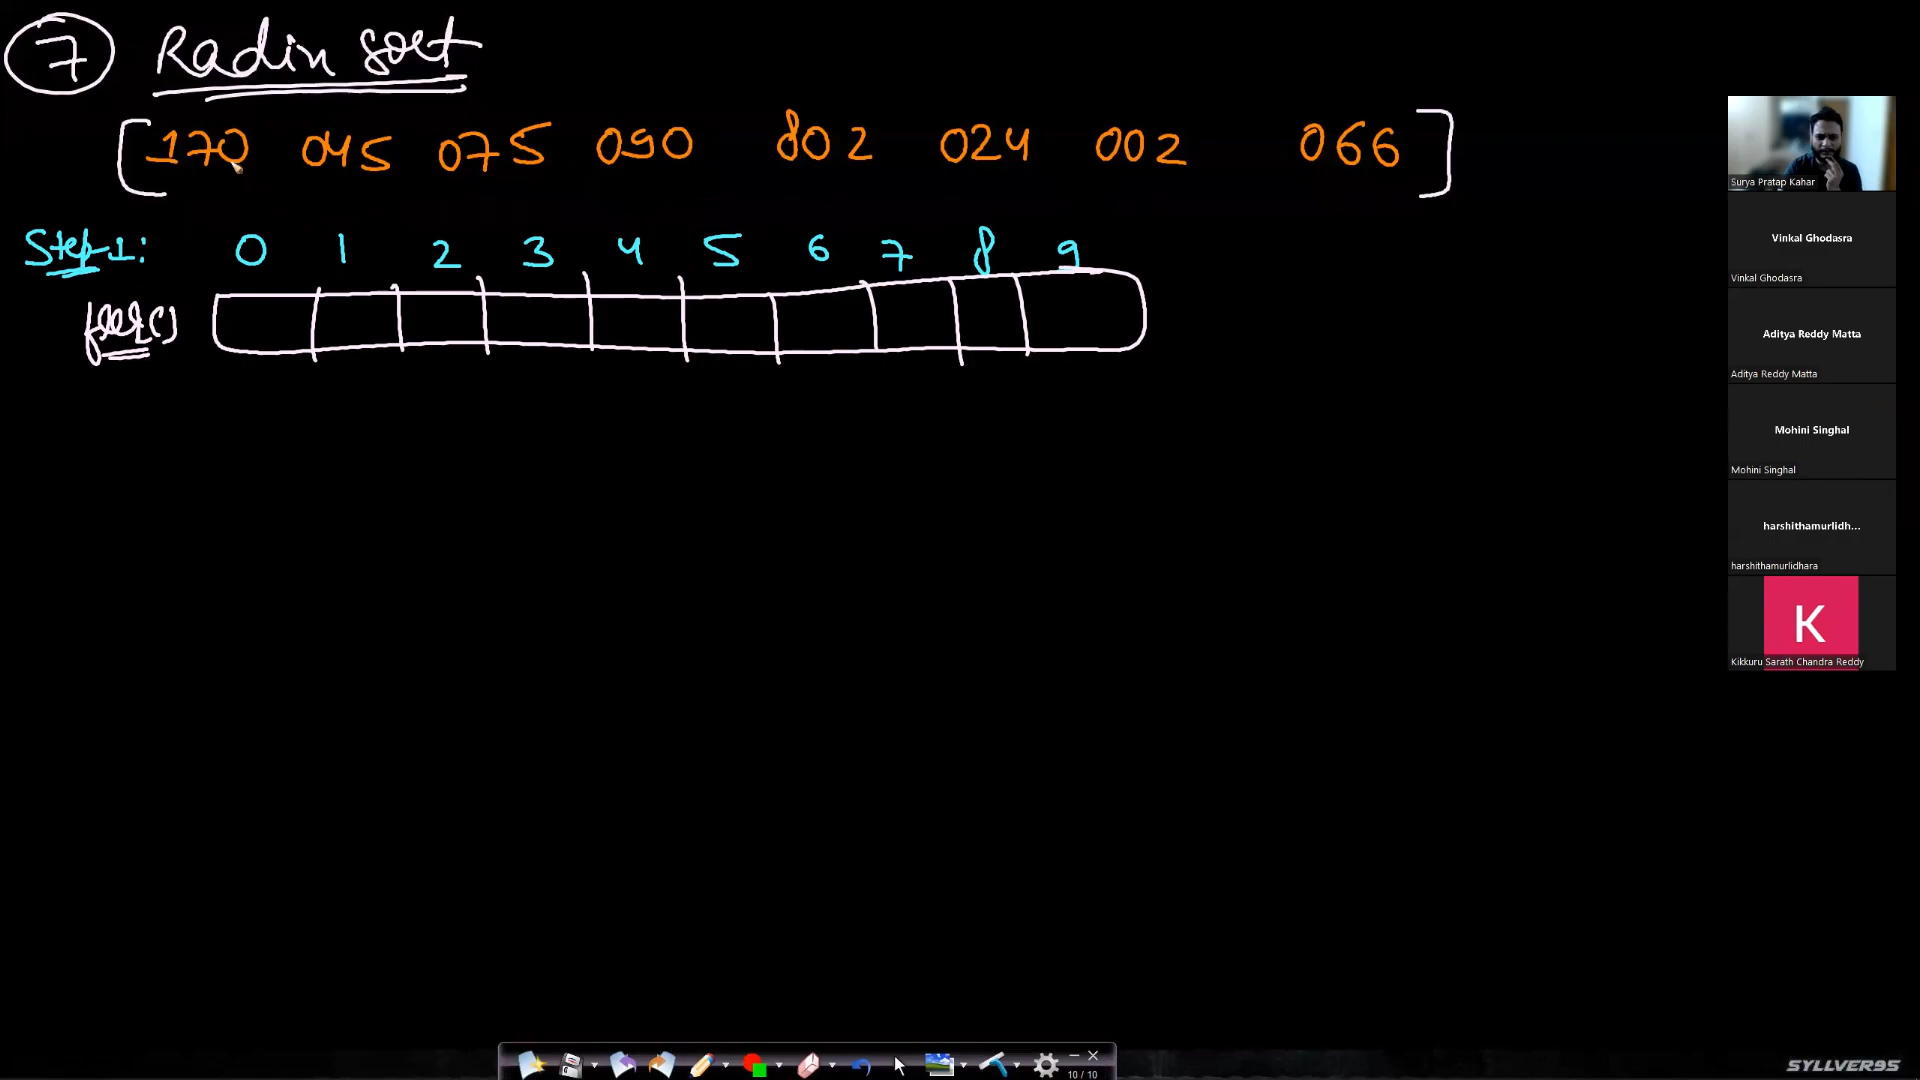 7 Radix sort
[170 045 075 090 802 024 002 066]
Step-1: 0 1 2 3 4 5 6 7 8 9
freq()
Surya Pratap Kahar
Vinkal Ghodasra
Vinkal Ghodasra
Aditya Reddy Matta
Aditya Reddy Matta
Mohini Singhal
Mohini Singhal
harshithamurlidh...
harshithamurlidhara
K
Kikkuru Sarath Chandra Reddy
10 / 10
SYLLVER95